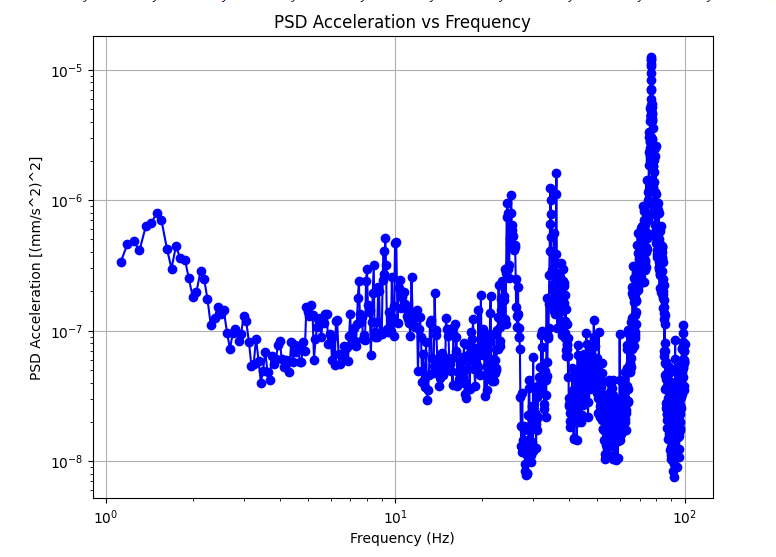 PSD Acceleration vs Frequency
PSD Acceleration [(mm/s^2)^2]
10⁻⁵
10⁻⁶
10⁻⁷
10⁻⁸
10⁰
10¹
10²
Frequency (Hz)